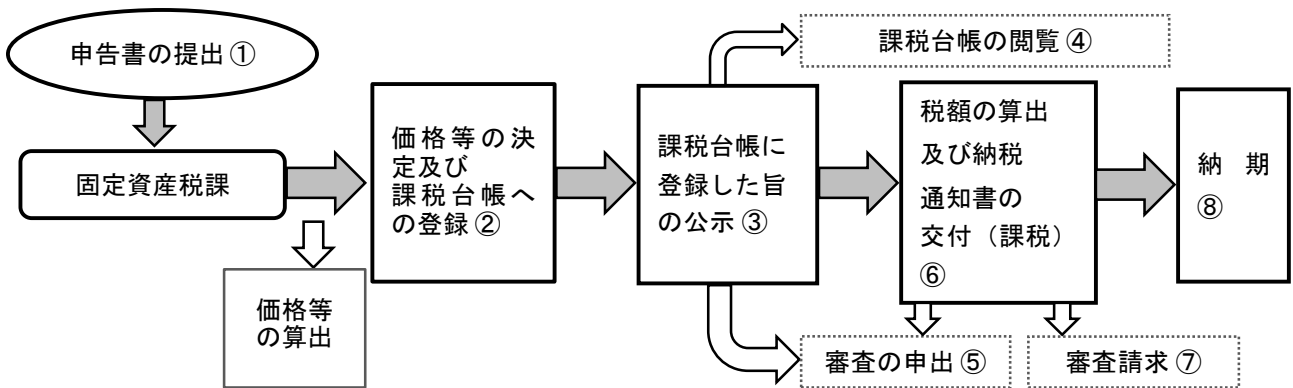 申告書の提出 ①
固定資産税課
価格等
の算出
価格等の決
定及び
課税台帳へ
の登録 ②
課税台帳に
登録した旨
の公示 ③
課税台帳の閲覧 ④
審査の申出 ⑤
税額の算出
及び納税
通知書の
交付（課税）
⑥
審査請求 ⑦
納　期
⑧